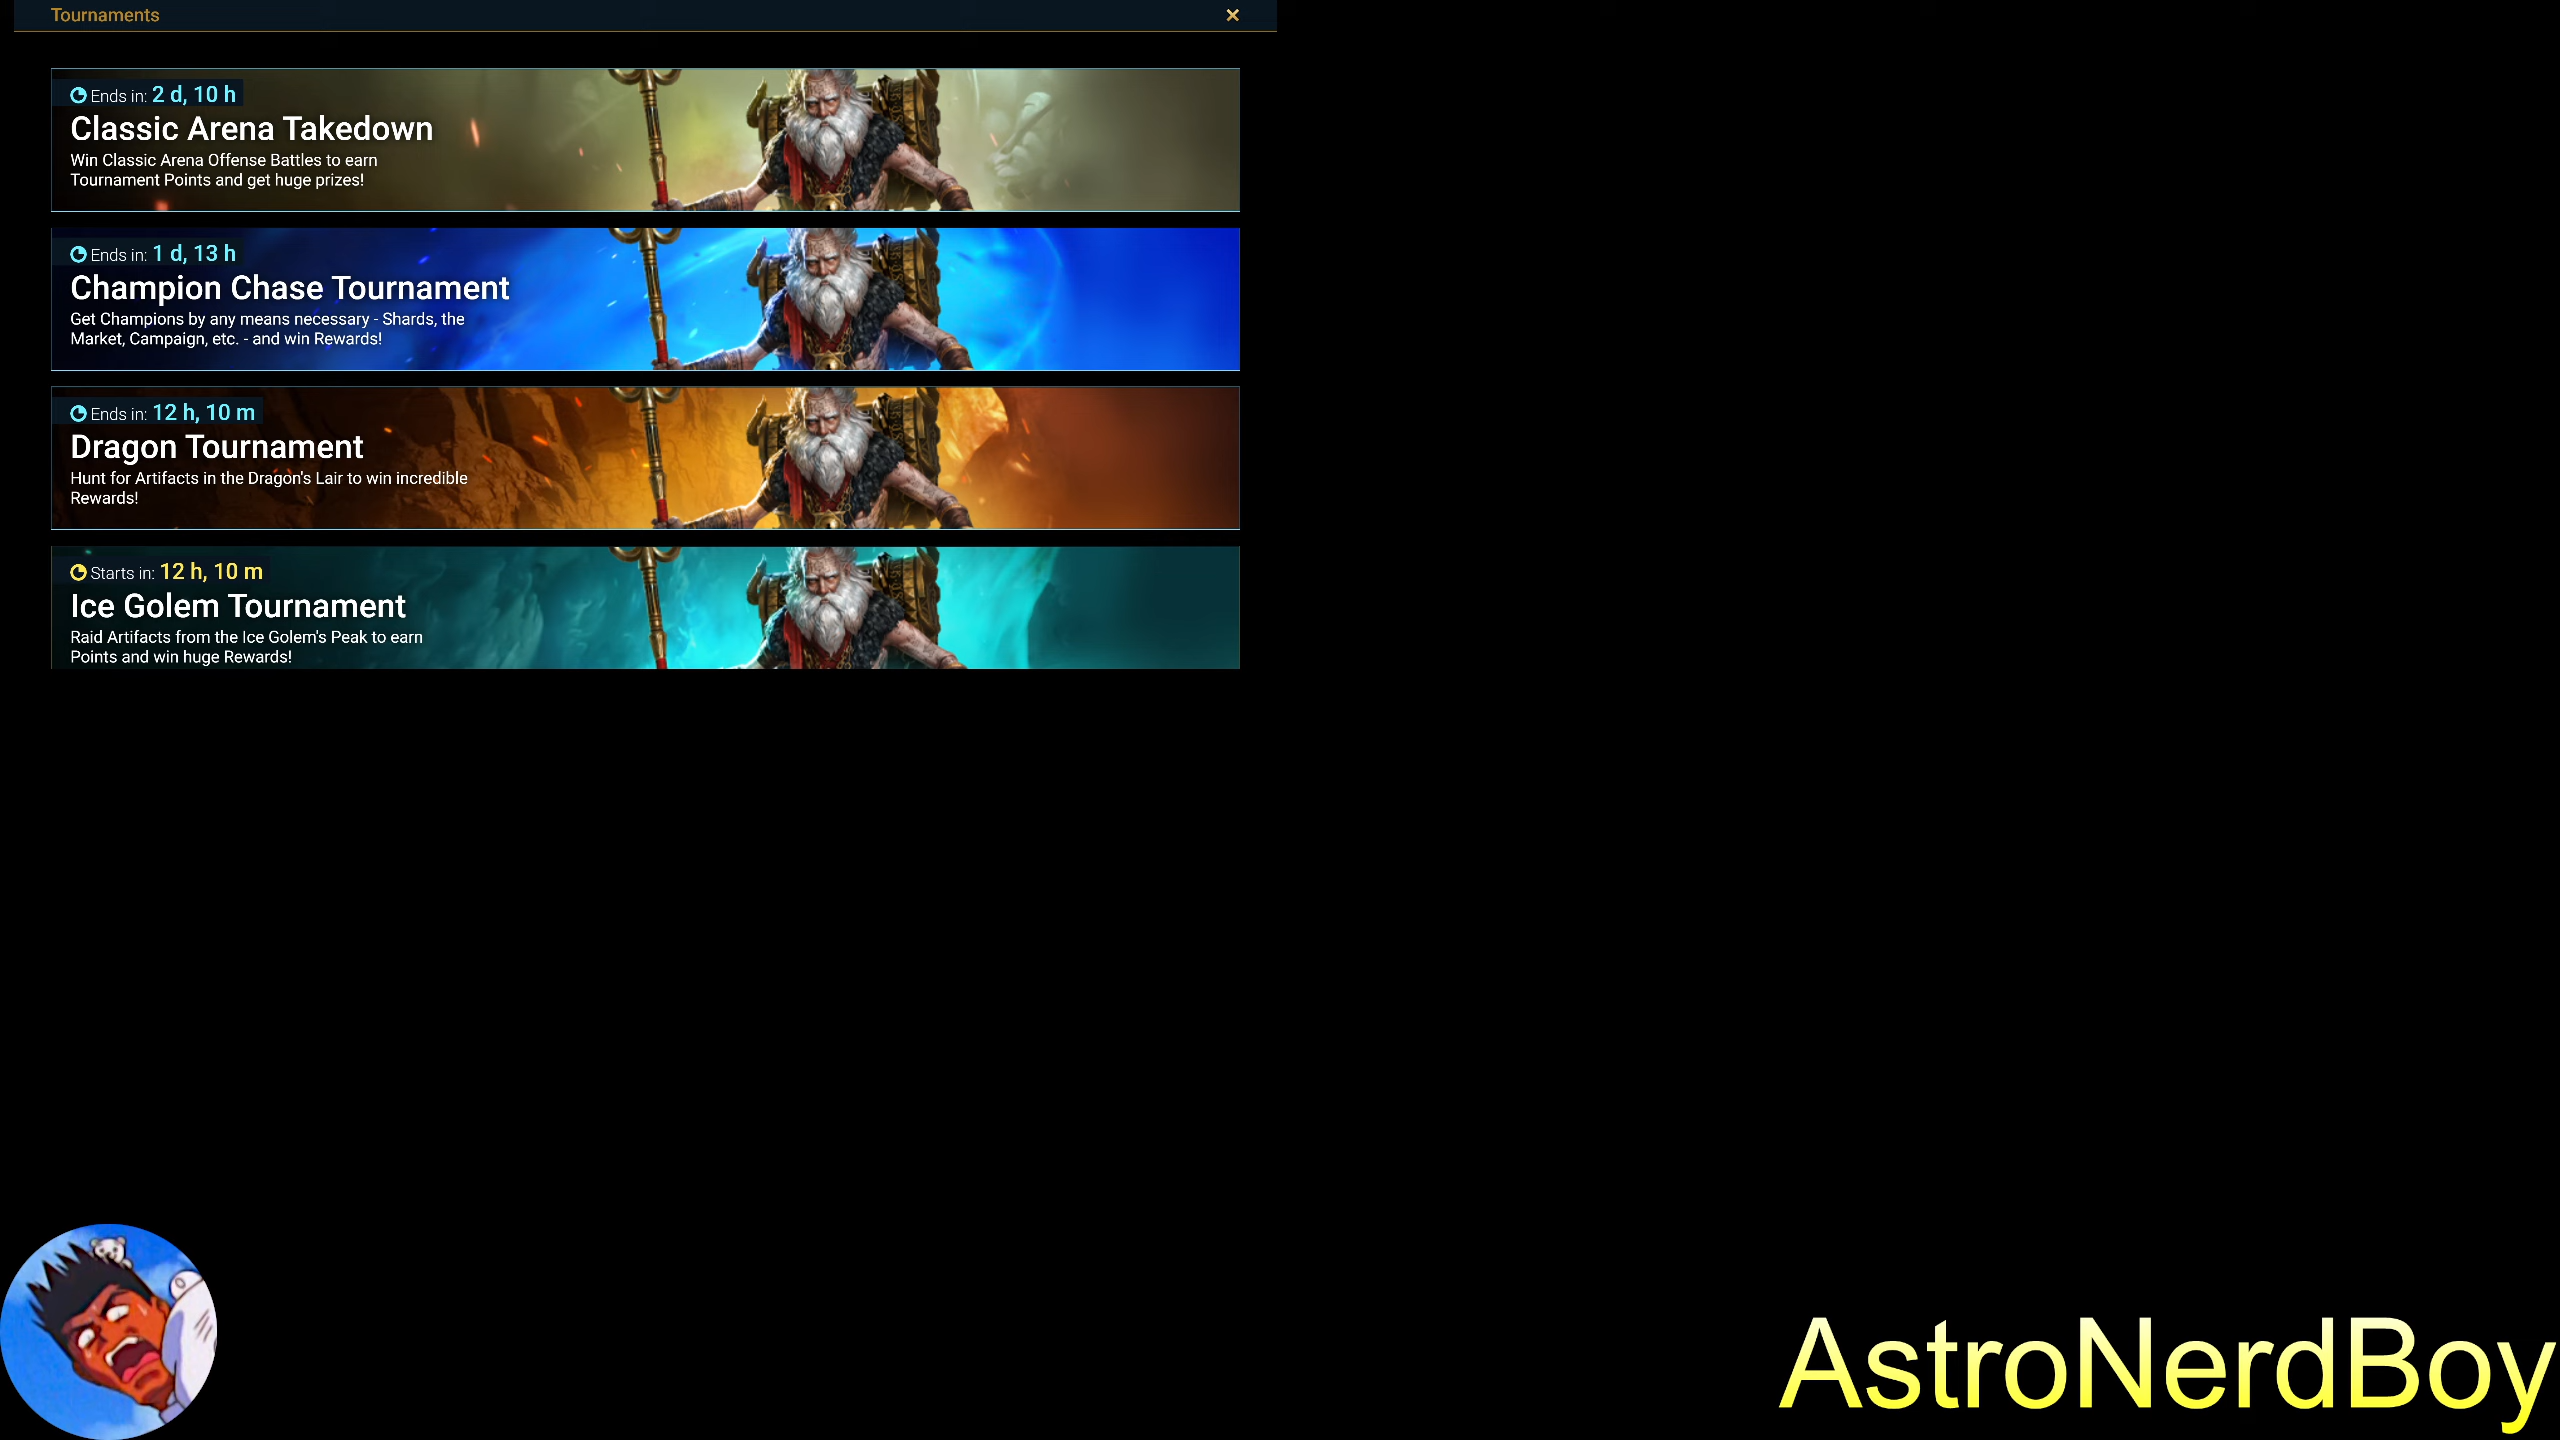 Tournaments
Ends in: 2 d, 10 h
Classic Arena Takedown
Win Classic Arena Offense Battles to earn
Tournament Points and get huge prizes!
Ends in: 1 d, 13 h
Champion Chase Tournament
Get Champions by any means necessary - Shards, the
Market, Campaign, etc. - and win Rewards!
Ends in: 12 h, 10 m
Dragon Tournament
Hunt for Artifacts in the Dragon's Lair to win incredible
Rewards!
Starts in: 12 h, 10 m
Ice Golem Tournament
Raid Artifacts from the Ice Golem's Peak to earn
Points and win huge Rewards!
AstroNerdBoy